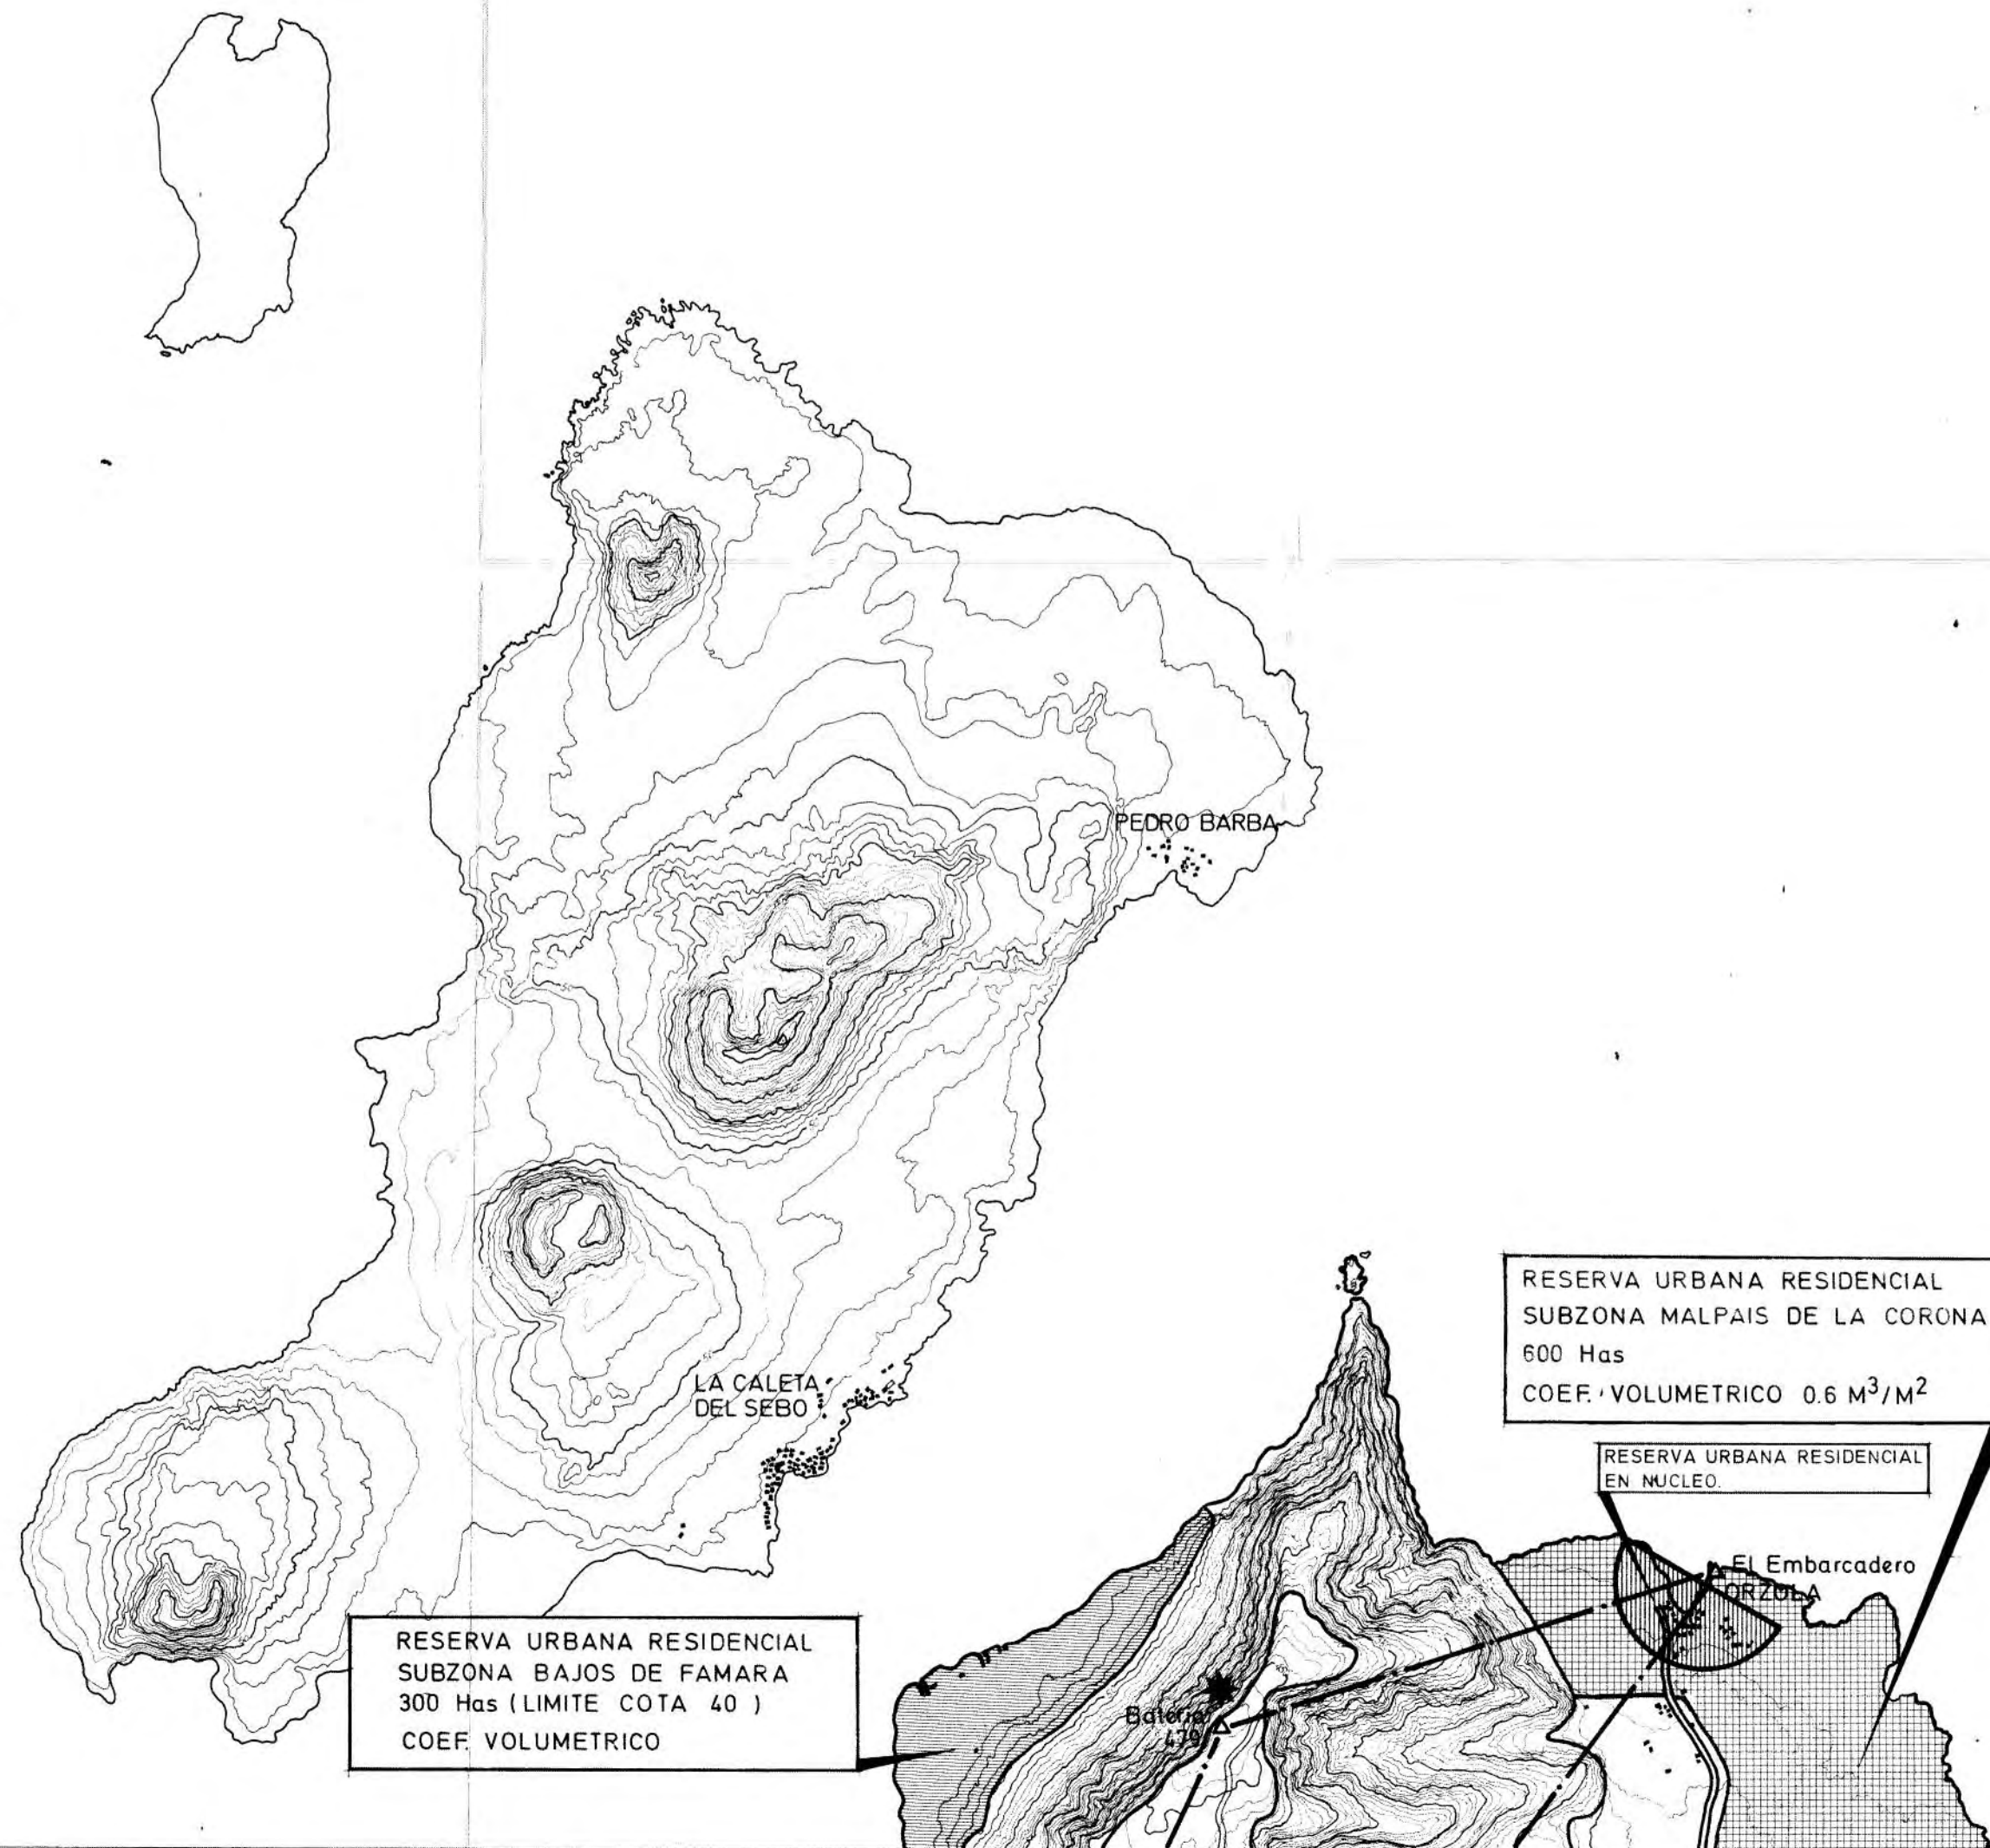 PEDRO BARBA
LA CALETA
DEL SEBO
RESERVA URBANA RESIDENCIAL
SUBZONA MALPAIS DE LA CORONA
600 Has
COEF. VOLUMETRICO 0.6 M³/M²
RESERVA URBANA RESIDENCIAL
EN NUCLEO.
El Embarcadero
ORZOLA
RESERVA URBANA RESIDENCIAL
SUBZONA BAJOS DE FAMARA
300 Has (LIMITE COTA 40 )
COEF. VOLUMETRICO
Bateria
479